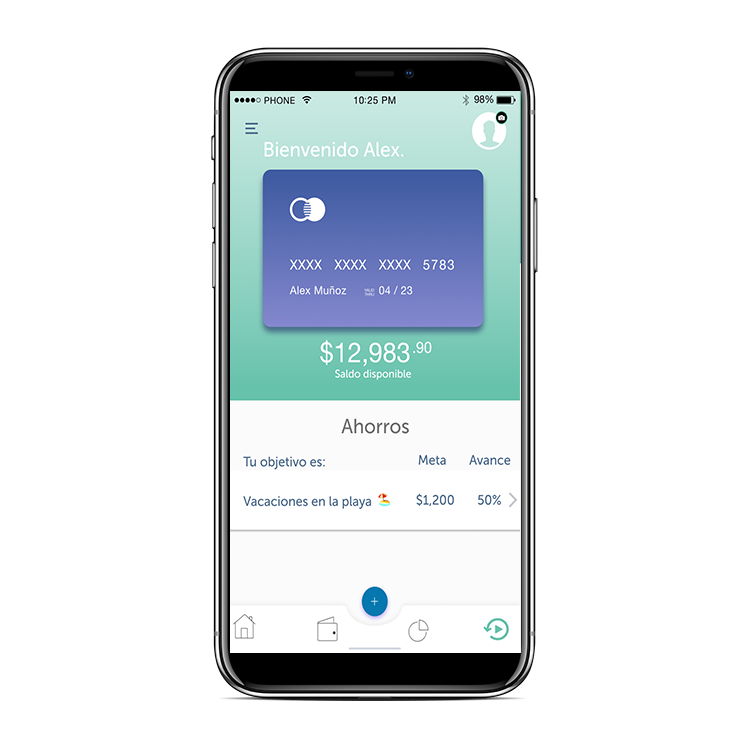 PHONE 10:25 PM 98%
Bienvenido Alex.
XXXX XXXX XXXX 5783
Alex Muñoz VALID THRU 04 / 23
$12,983.90
Saldo disponible
Ahorros
Tu objetivo es: Meta Avance
Vacaciones en la playa $1,200 50%